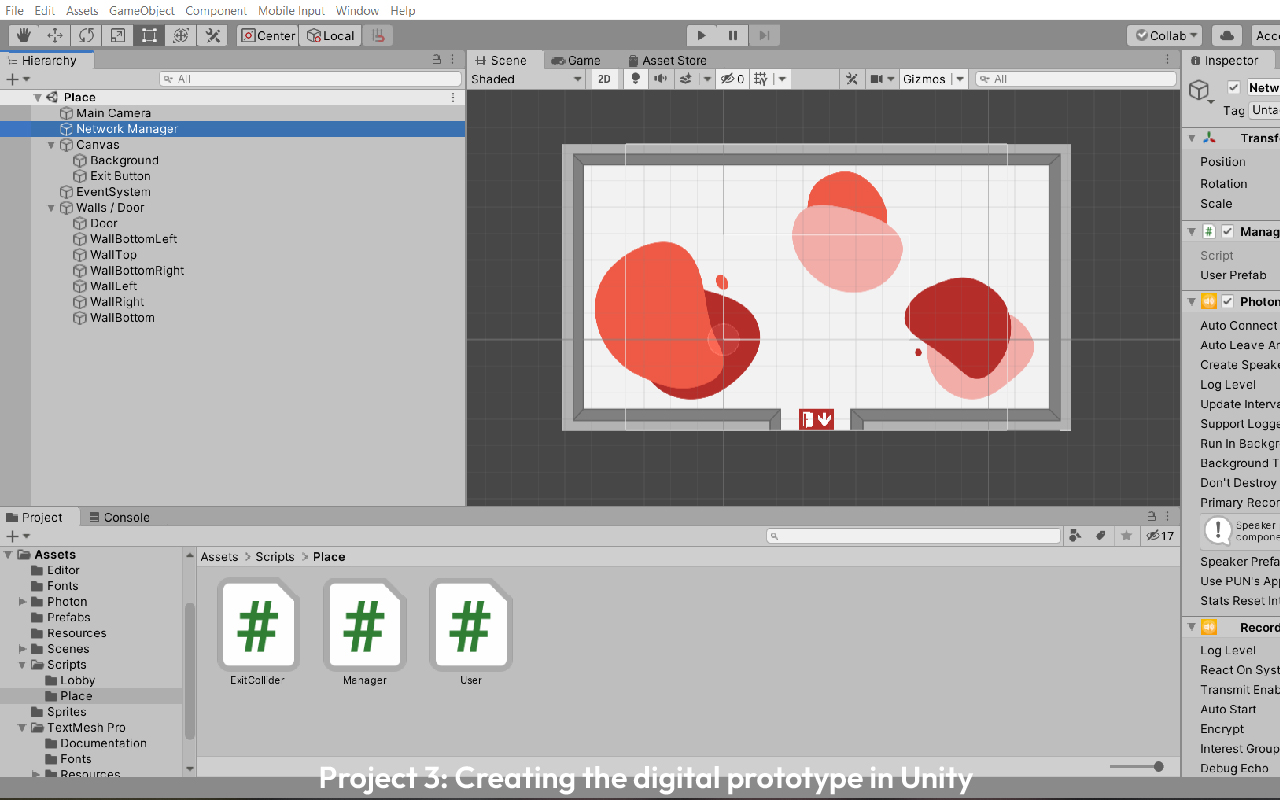 File Edit Assets GameObject Component Mobile Input Window Help
Center Local Collab Acc
Hierarchy Scene Game Asset Store Inspector
All Shaded 2D 0 Gizmos All Netw
Place
Main Camera
Tag Unta
Network Manager
Canvas
Transf
Background
Position
Exit Button
Rotation
EventSystem
Scale
Walls / Door
Door
Manag
WallBottomLeft
Script
WallTop
User Prefab
WallBottomRight
WallLeft
Photon
WallRight
WallBottom
Auto Connect
Auto Leave An
Create Speake
Log Level
Update Interva
Support Logge
Run In Backgr
Background T
Don't Destroy
Primary Recor
Project Console
Speaker
compone
17
Assets
Assets > Scripts > Place
Editor
Speaker Prefa
Fonts
Use PUN's Ap
Photon
Stats Reset Int
Prefabs
Resources
Record
Scenes
Log Level
Scripts
React On Syst
Lobby
ExitCollider Manager User
Place
Transmit Enab
Sprites
Auto Start
TextMesh Pro
Encrypt
Documentation
Interest Group
Fonts
Debug Echo
Resources
Project 3: Creating the digital prototype in Unity